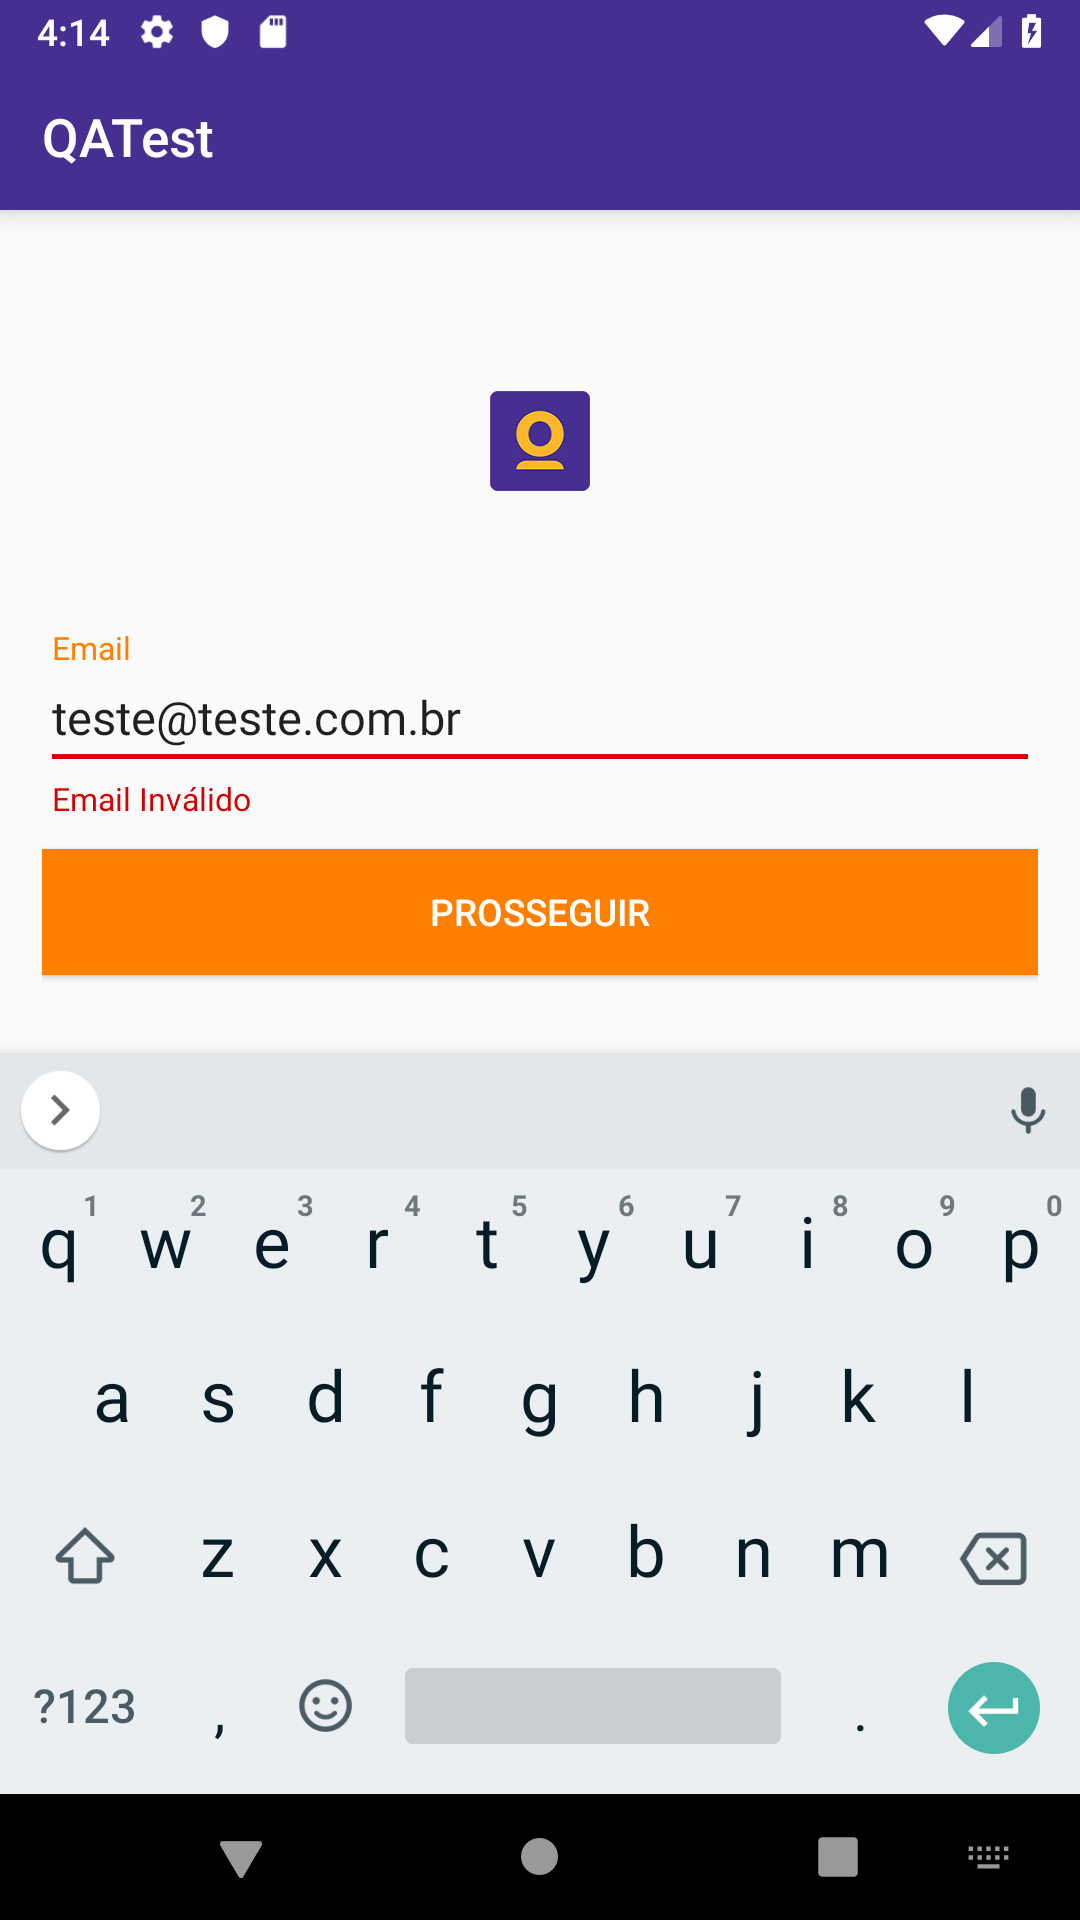 4:14
QATest
Email
teste@teste.com.br
Email Inválido
PROSSEGUIR
1 2 3 4 5 6 7 8 9 0
q w e r t y u i o p
a s d f g h j k l
z x c v b n m
?123 , .